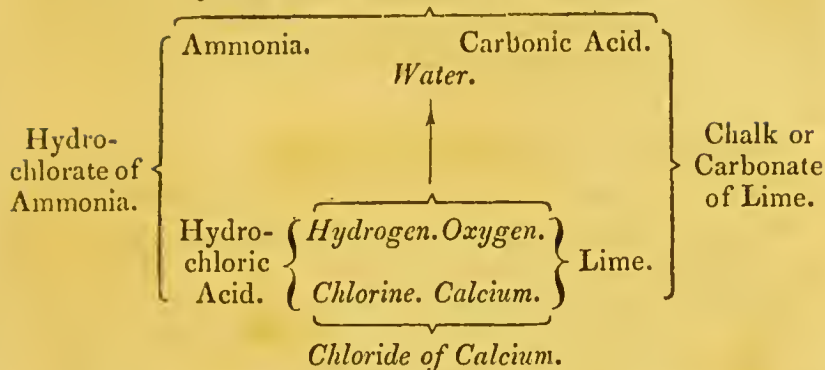 Ammonia. Carbonic Acid.
Water.
Hydro-
chlorate of
Ammonia.
Chalk or
Carbonate
of Lime.
Hydro-
chloric
Acid.
Hydrogen. Oxygen.
Chlorine. Calcium.
Lime.
Chloride of Calcium.